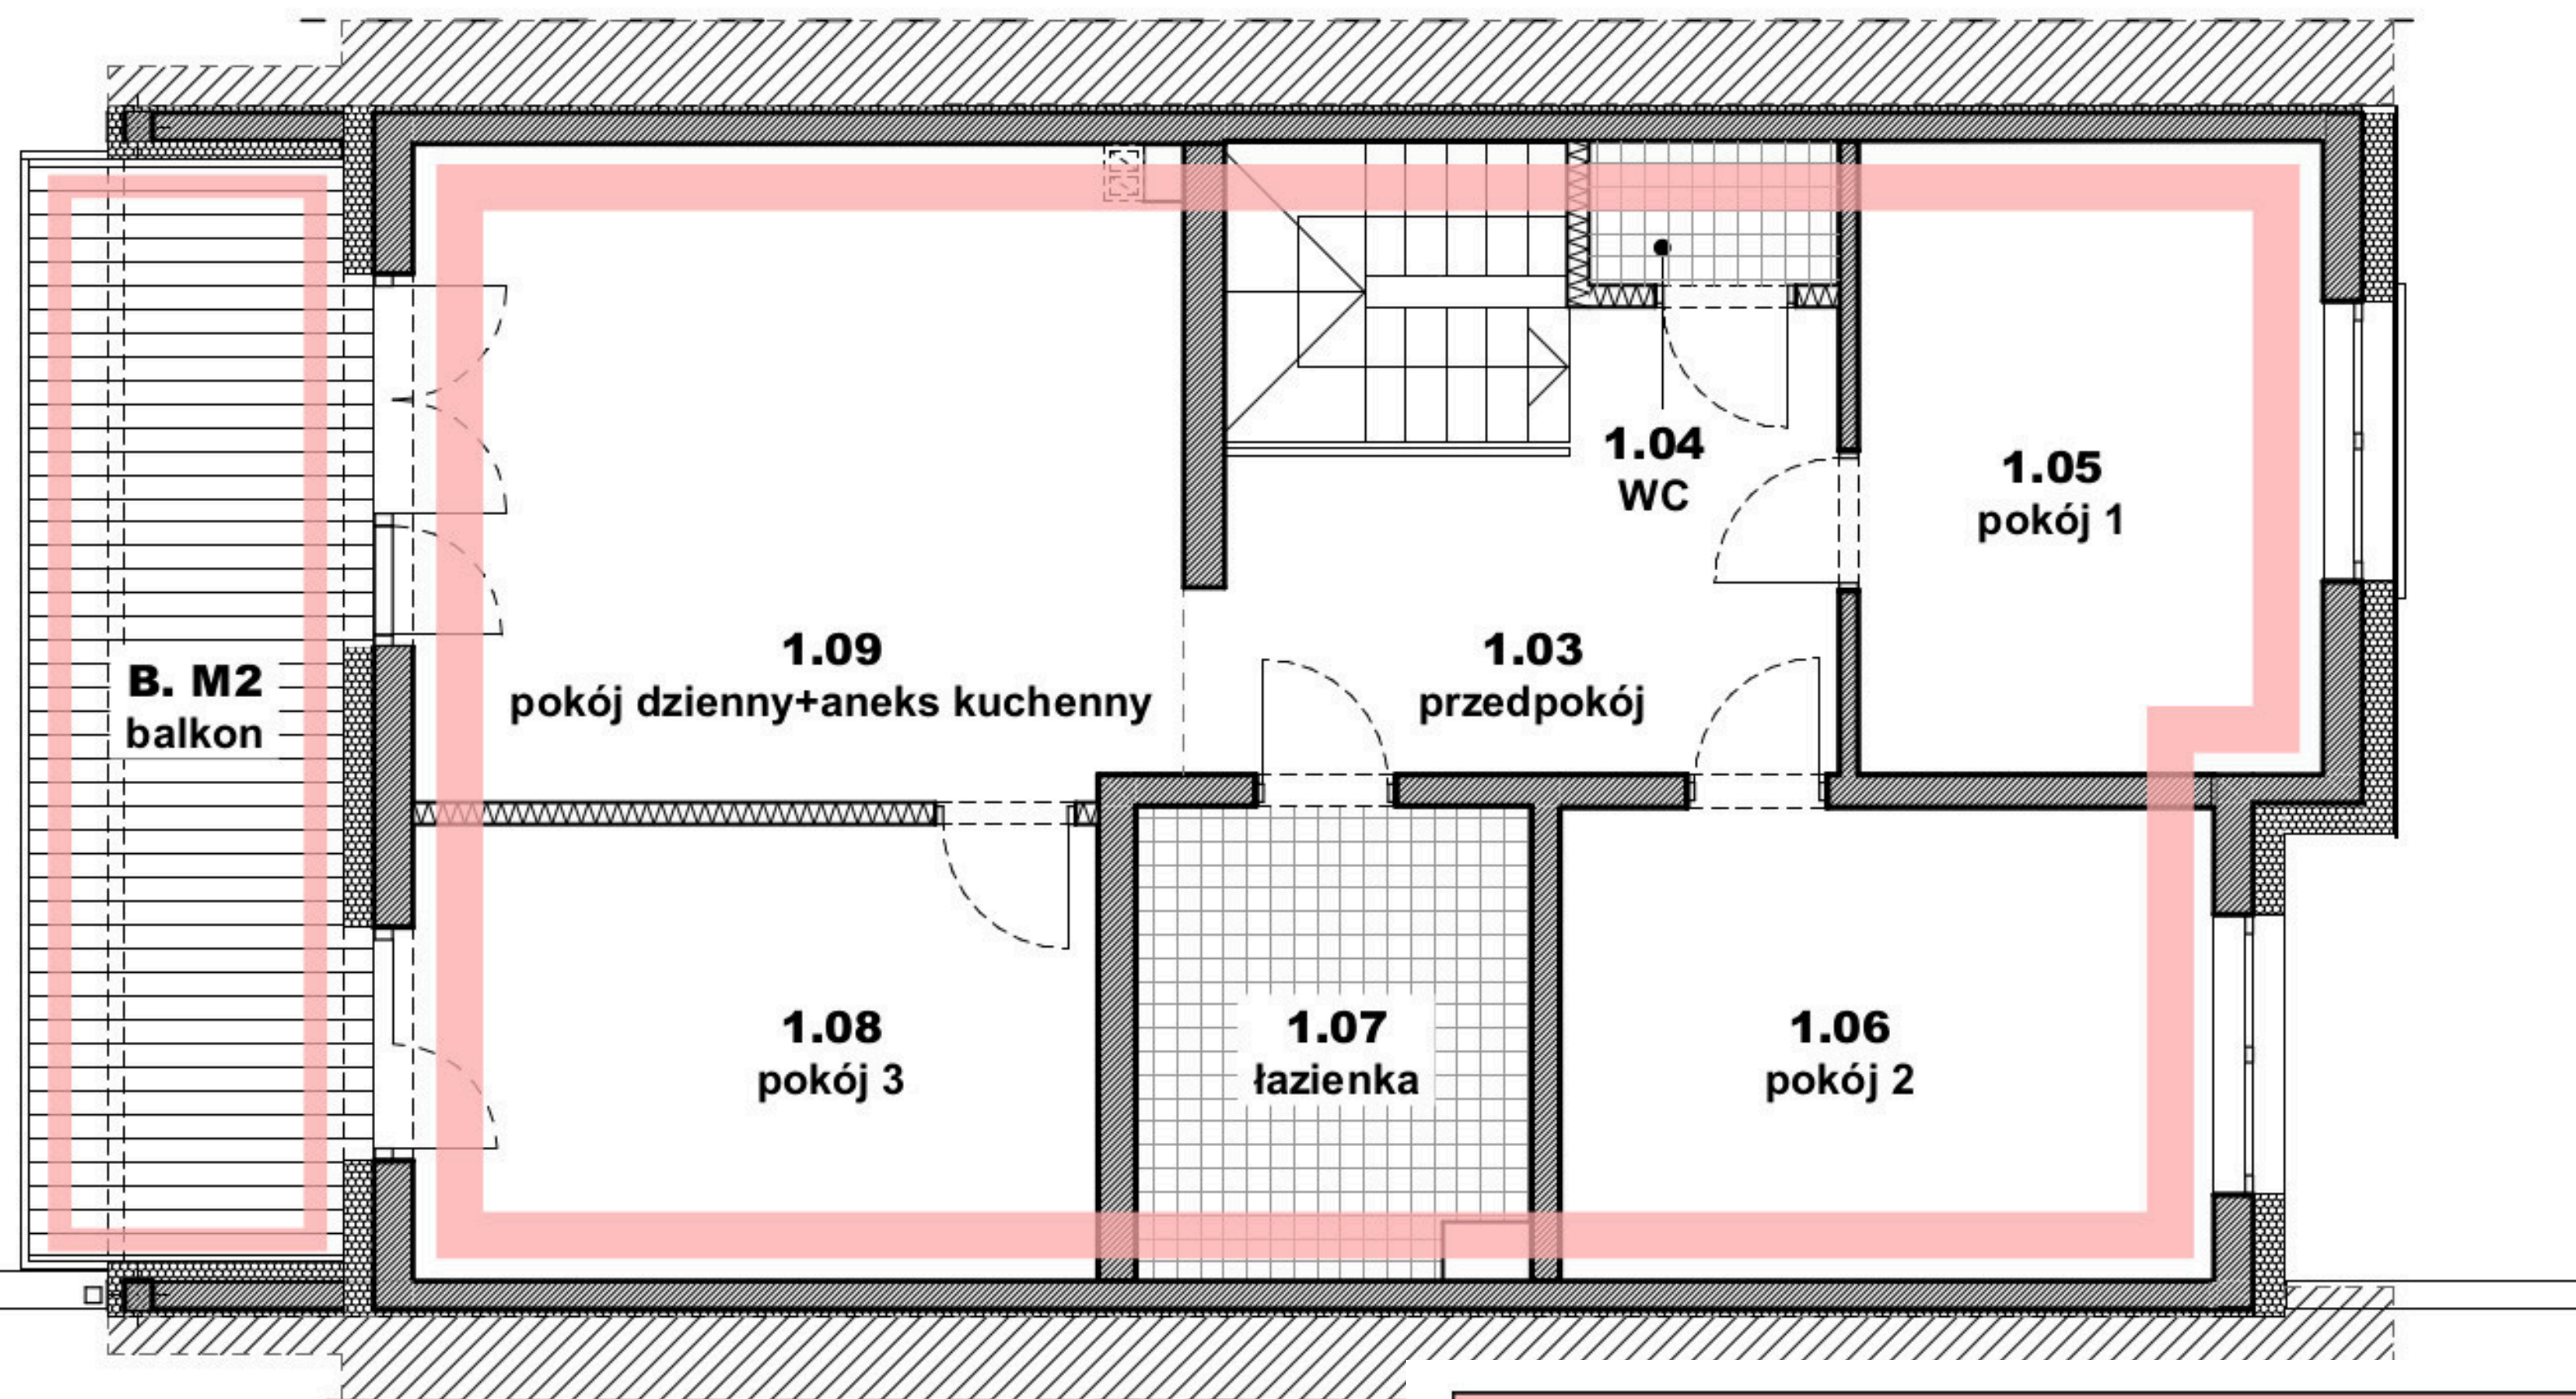 1.04
WC
1.05
pokój 1
1.09
pokój dzienny+aneks kuchenny
1.03
przedpokój
B. M2
balkon
1.08
pokój 3
1.07
łazienka
1.06
pokój 2